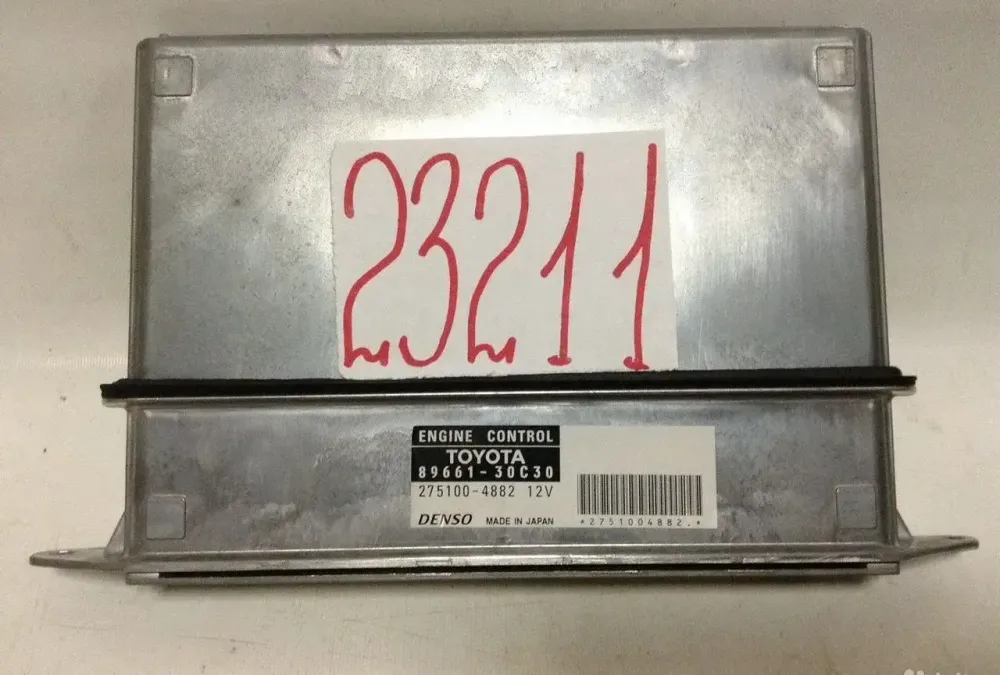 23211
ENGINE CONTROL
TOYOTA
89661-30C30
275100-4882 12V
DENSO MADE IN JAPAN
*2751004882.*